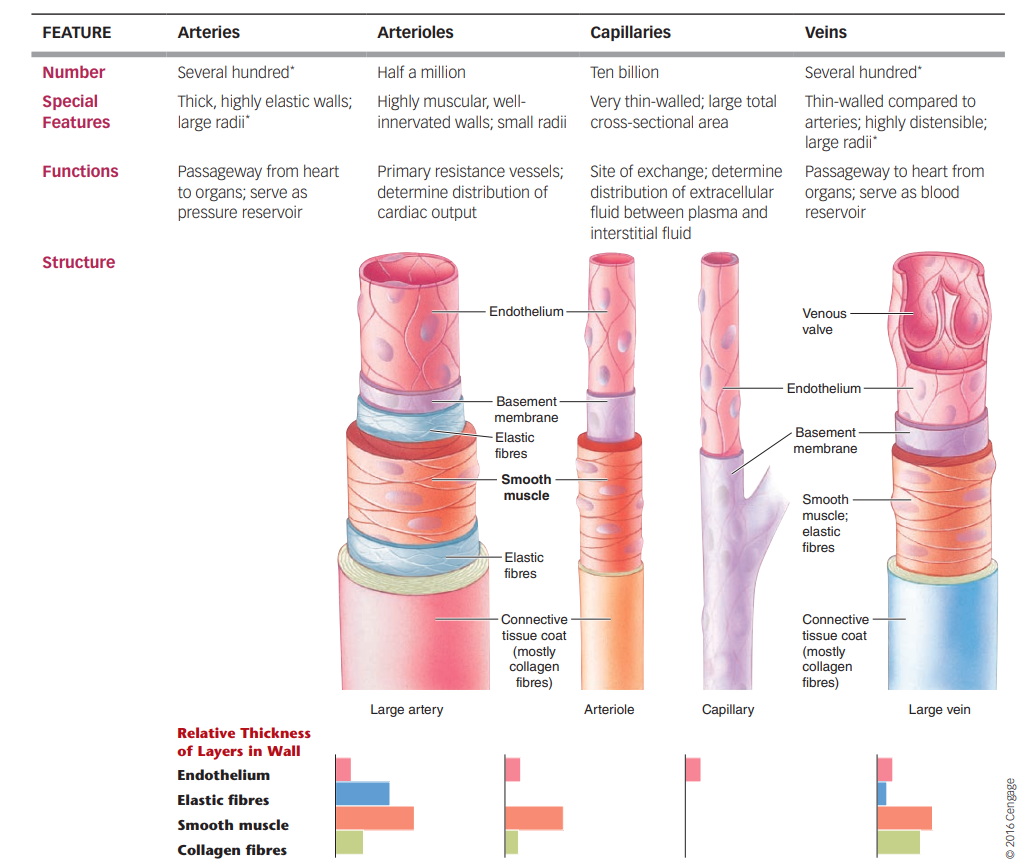 FEATURE Arteries Arterioles Capillaries Veins
Number Several hundred* Half a million Ten billion Several hundred*
Special Thick, highly elastic walls; Highly muscular, well- Very thin-walled; large total Thin-walled compared to
Features large radii* innervated walls; small radii cross-sectional area arteries; highly distensible;
large radii*
Functions Passageway from heart Primary resistance vessels; Site of exchange; determine Passageway to heart from
to organs; serve as determine distribution of distribution of extracellular organs; serve as blood
pressure reservoir cardiac output fluid between plasma and reservoir
interstitial fluid
Structure
Endothelium
Venous
valve
Endothelium
Basement
membrane
Elastic
fibres
Basement
membrane
Smooth
muscle
Smooth
muscle;
elastic
fibres
Elastic
fibres
Connective
tissue coat
(mostly
collagen
fibres)
Connective
tissue coat
(mostly
collagen
fibres)
Large artery Arteriole Capillary Large vein
Relative Thickness
of Layers in Wall
Endothelium
Elastic fibres
Smooth muscle
Collagen fibres
© 2016 Cengage